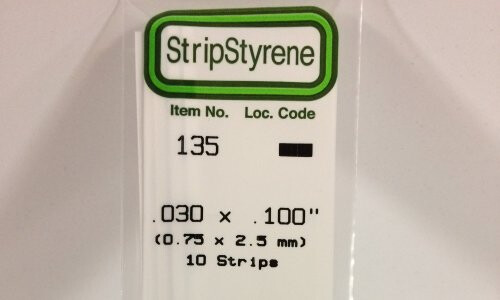 StripStyrene
Item No. Loc. Code
135
.030 x .100"
(0.75 x 2.5 mm)
10 Strips